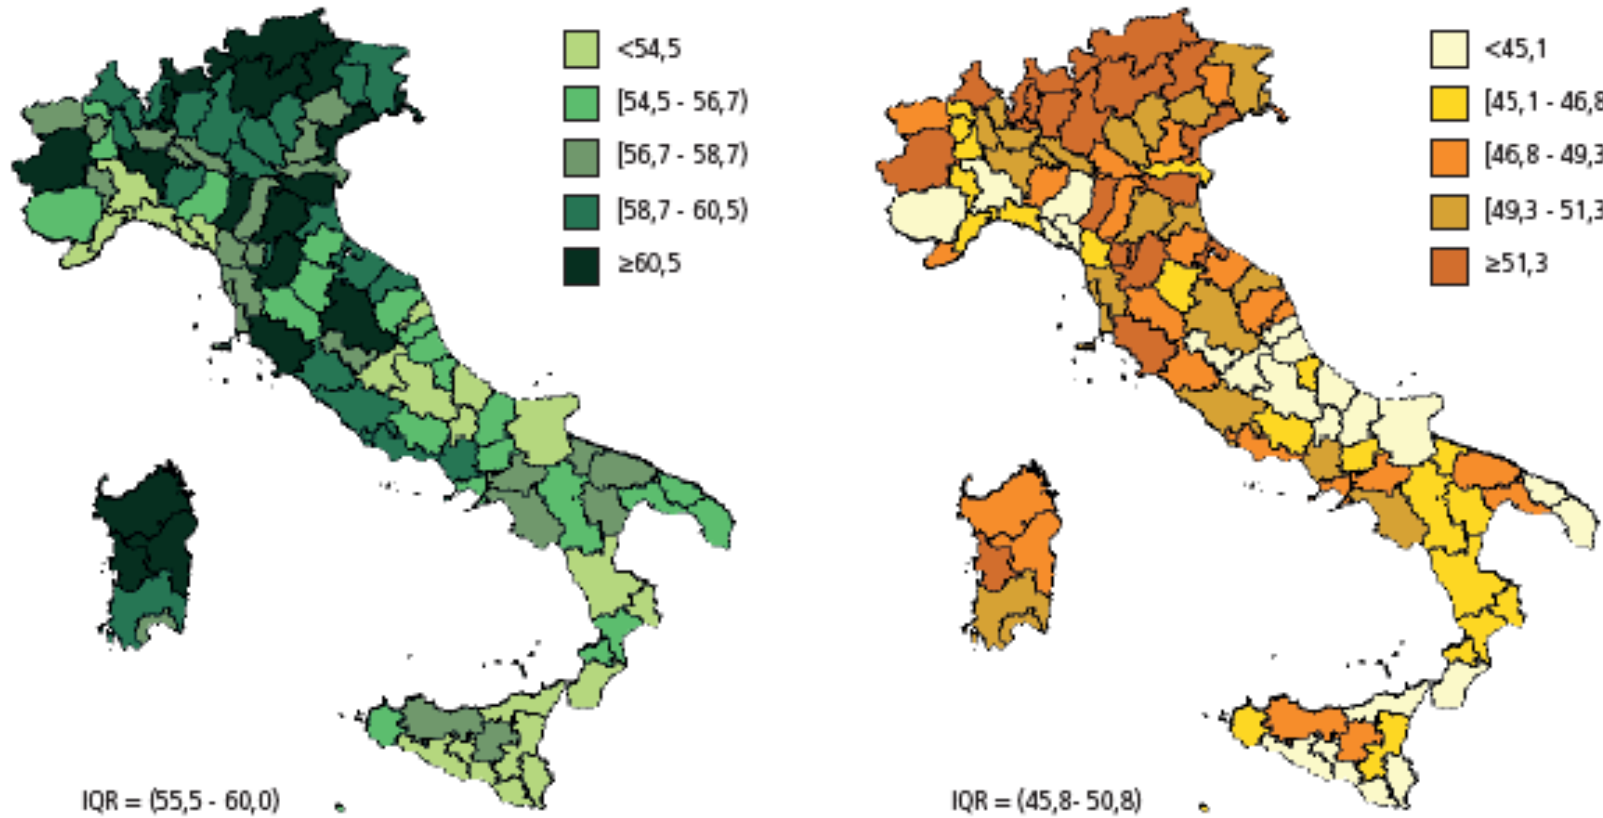 <54,5
[54,5 - 56,7)
[56,7 - 58,7)
[58,7 - 60,5)
≥60,5
IQR = (55,5 - 60,0)
<45,1
[45,1 - 46,8
[46,8 - 49,3
[49,3 - 51,3
≥51,3
IQR = (45,8- 50,8)